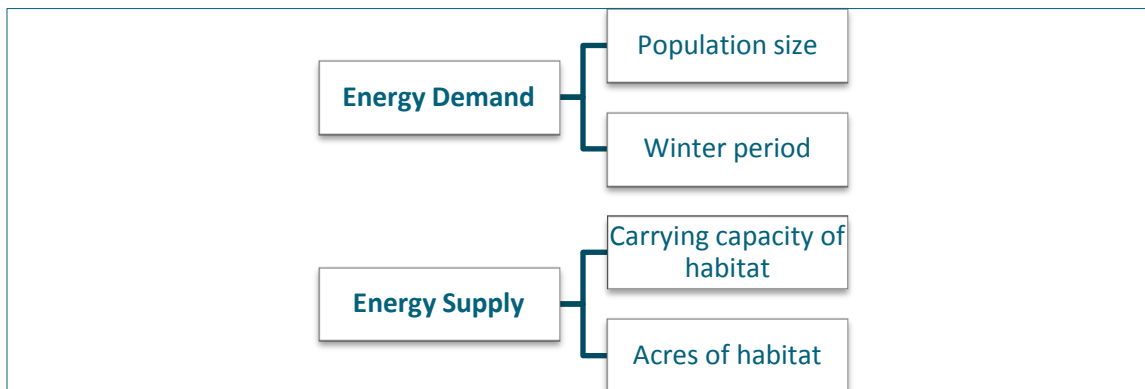 Energy Demand
Population size
Winter period
Energy Supply
Carrying capacity of
habitat
Acres of habitat